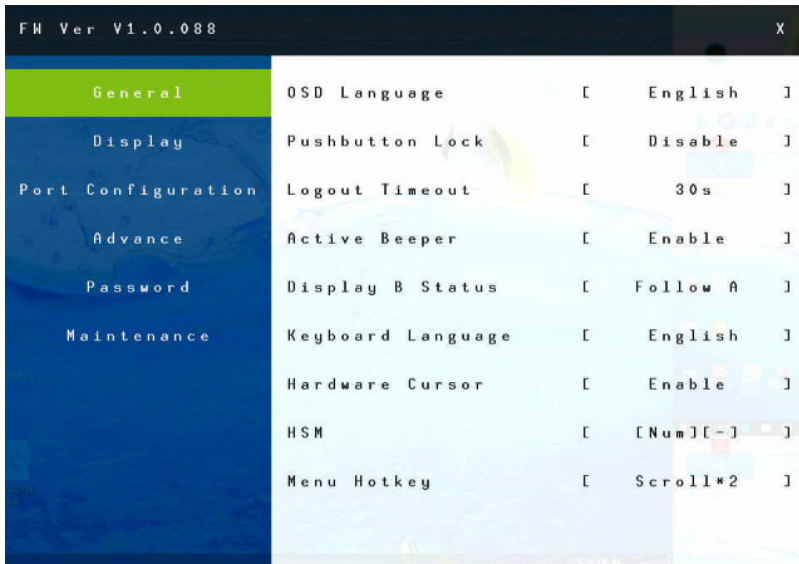 FW Ver V1.0.088 X
General
Display
Port Configuration
Advance
Password
Maintenance
OSD Language [ English ]
Pushbutton Lock [ Disable ]
Logout Timeout [ 30s ]
Active Beeper [ Enable ]
Display B Status [ Follow A ]
Keyboard Language [ English ]
Hardware Cursor [ Enable ]
HSM [ [Num][-] ]
Menu Hotkey [ Scroll*2 ]